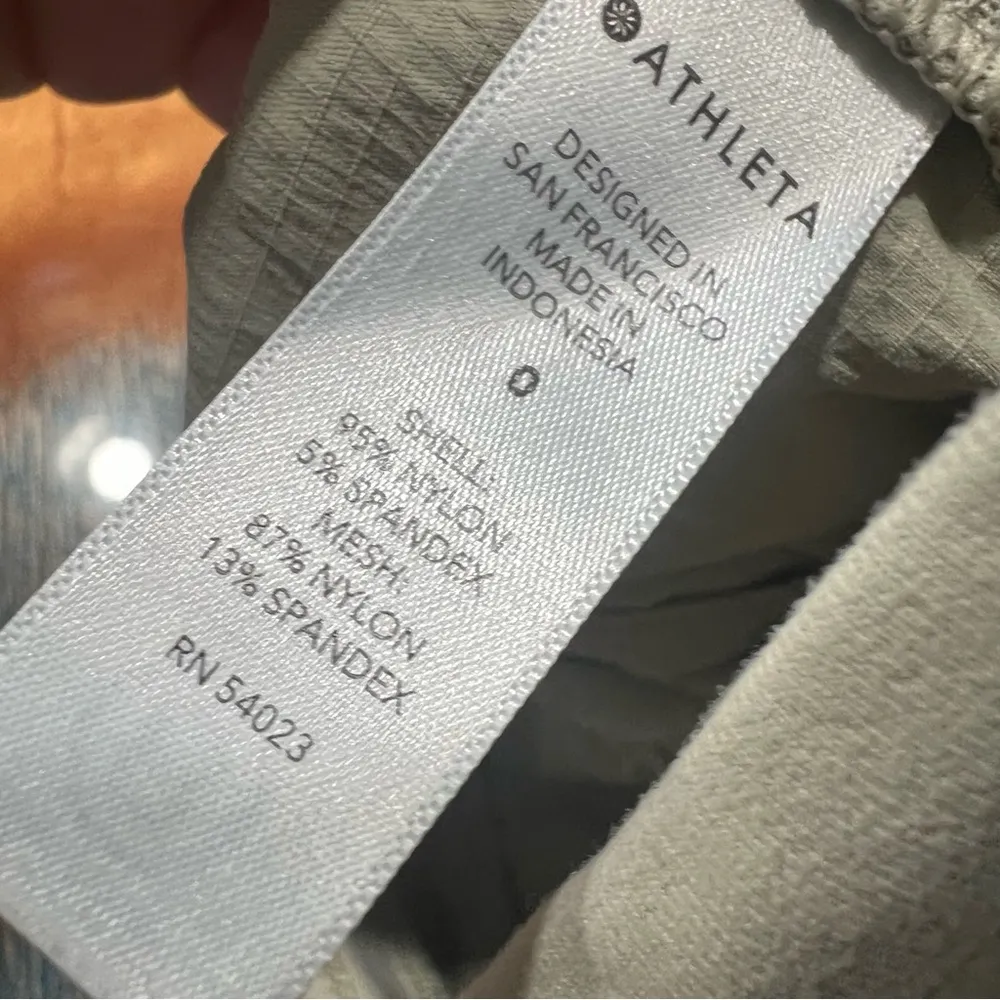 ATHLETA
DESIGNED IN
SAN FRANCISCO
MADE IN
INDONESIA
0
SHELL:
95% NYLON
5% SPANDEX
MESH:
87% NYLON
13% SPANDEX
RN 54023